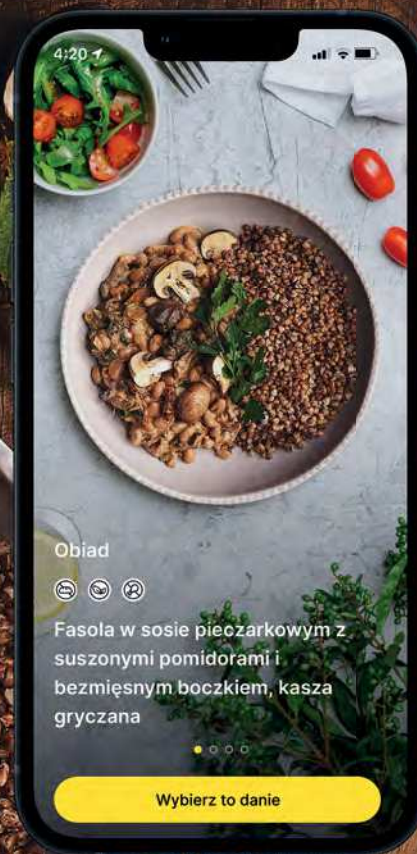 4:20
Obiad
Fasola w sosie pieczarkowym z
suszonymi pomidorami i
bezmięsnym boczkiem, kasza
gryczana
Wybierz to danie